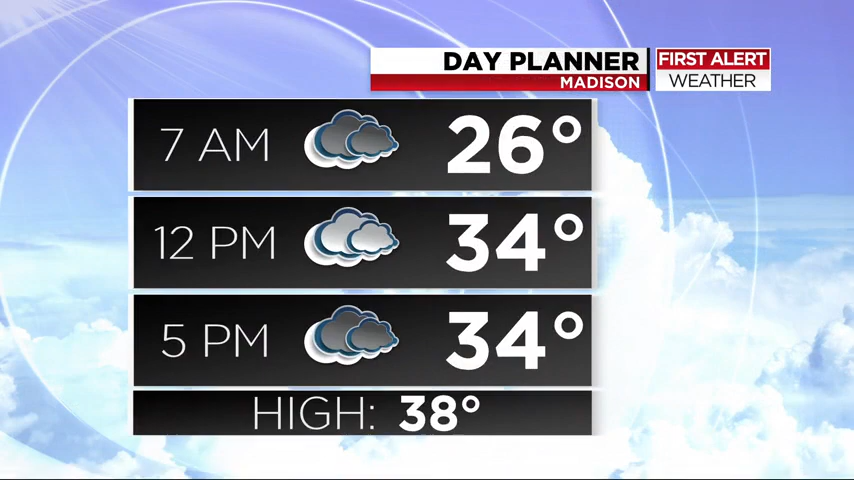 DAY PLANNER
MADISON
FIRST ALERT
WEATHER
7 AM 26°
12 PM 34°
5 PM 34°
HIGH: 38°